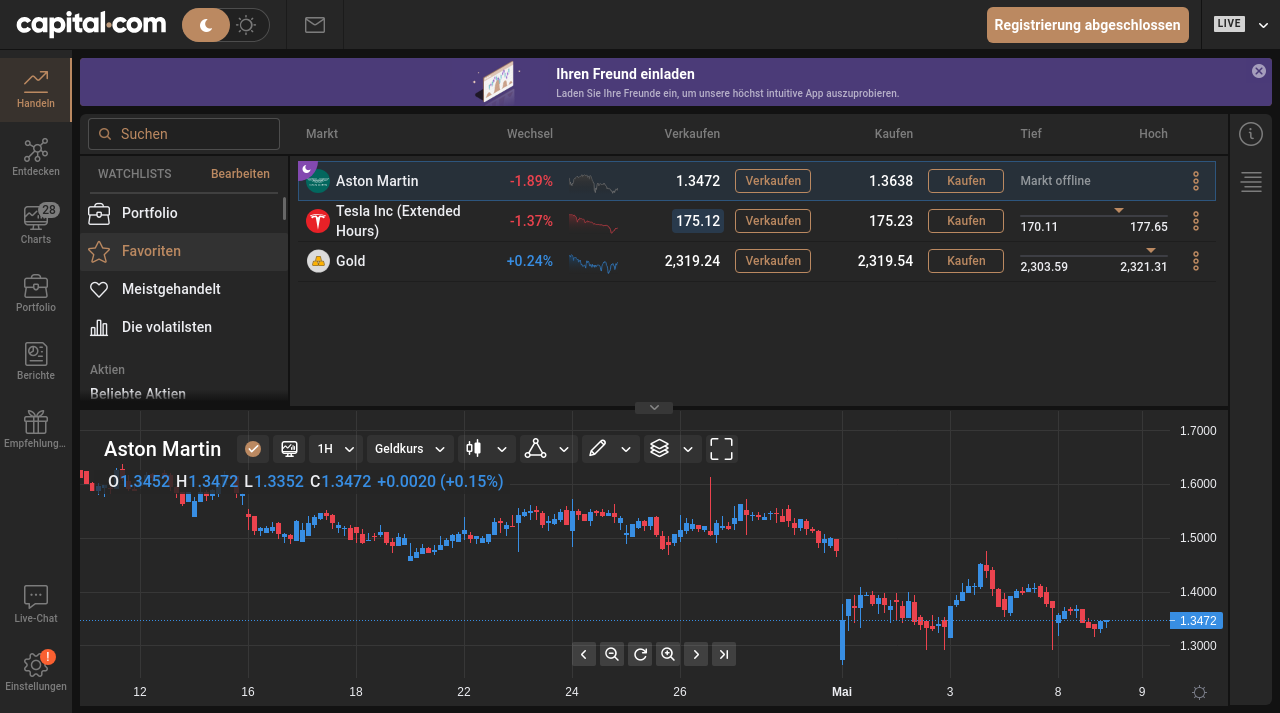 capital.com
Registrierung abgeschlossen
LIVE
Handeln
Entdecken
28
Charts
Portfolio
Berichte
Empfehlung...
Live-Chat
!
Einstellungen
Ihren Freund einladen
Laden Sie Ihre Freunde ein, um unsere höchst intuitive App auszuprobieren.
Suchen
WATCHLISTS Bearbeiten
Portfolio
Favoriten
Meistgehandelt
Die volatilsten
Aktien
Beliebte Aktien
Markt Wechsel Verkaufen Kaufen Tief Hoch
Aston Martin -1.89% 1.3472 Verkaufen 1.3638 Kaufen Markt offline
Tesla Inc (Extended
Hours) -1.37% 175.12 Verkaufen 175.23 Kaufen 170.11 177.65
Gold +0.24% 2,319.24 Verkaufen 2,319.54 Kaufen 2,303.59 2,321.31
Aston Martin 1H Geldkurs
O1.3452 H1.3472 L1.3352 C1.3472 +0.0020 (+0.15%)
1.7000
1.6000
1.5000
1.4000
1.3472
1.3000
12 16 18 22 24 26 Mai 3 8 9